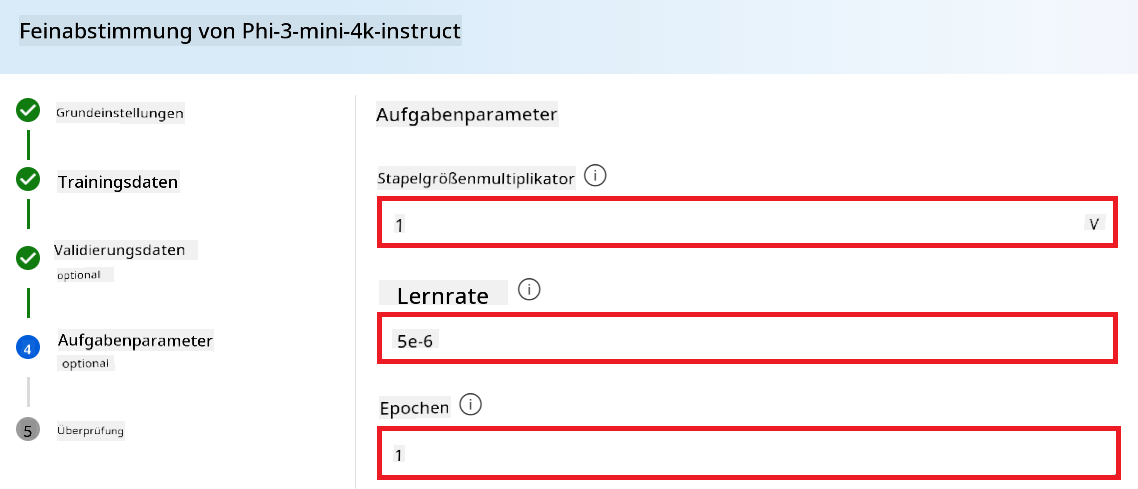 Feinabstimmung von Phi-3-mini-4k-instruct
Grundeinstellungen
Trainingsdaten
Validierungsdaten
optional
4
Aufgabenparameter
optional
5
Überprüfung
Aufgabenparameter
Stapelgrößenmultiplikator
1
V
Lernrate
5e-6
Epochen
1